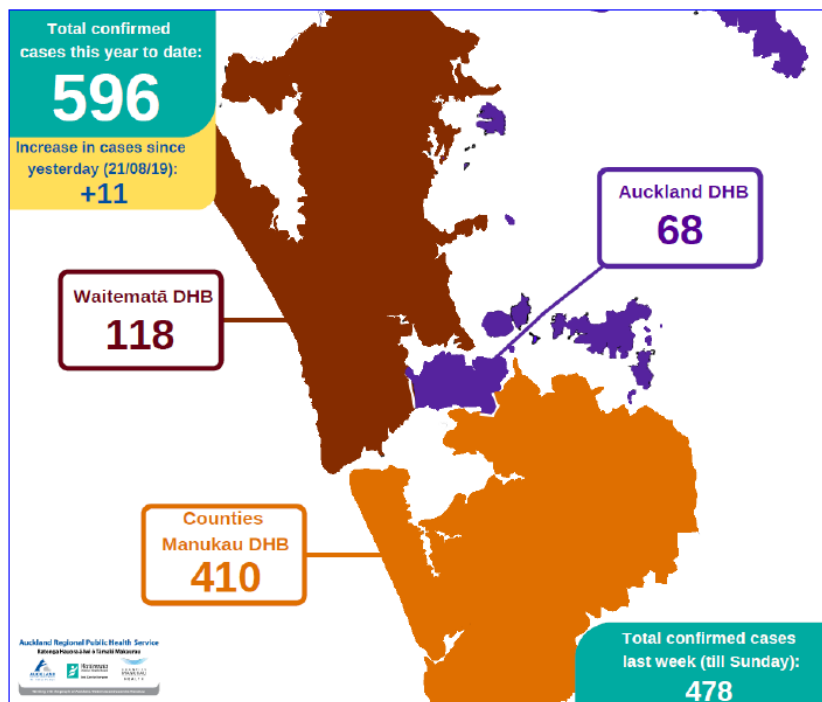 Total confirmed
cases this year to date:
596
Increase in cases since
yesterday (21/08/19):
+11
Auckland DHB
68
Waitematā DHB
118
Counties
Manukau DHB
410
Auckland Regional Public Health Service
Total confirmed cases
last week (till Sunday):
478